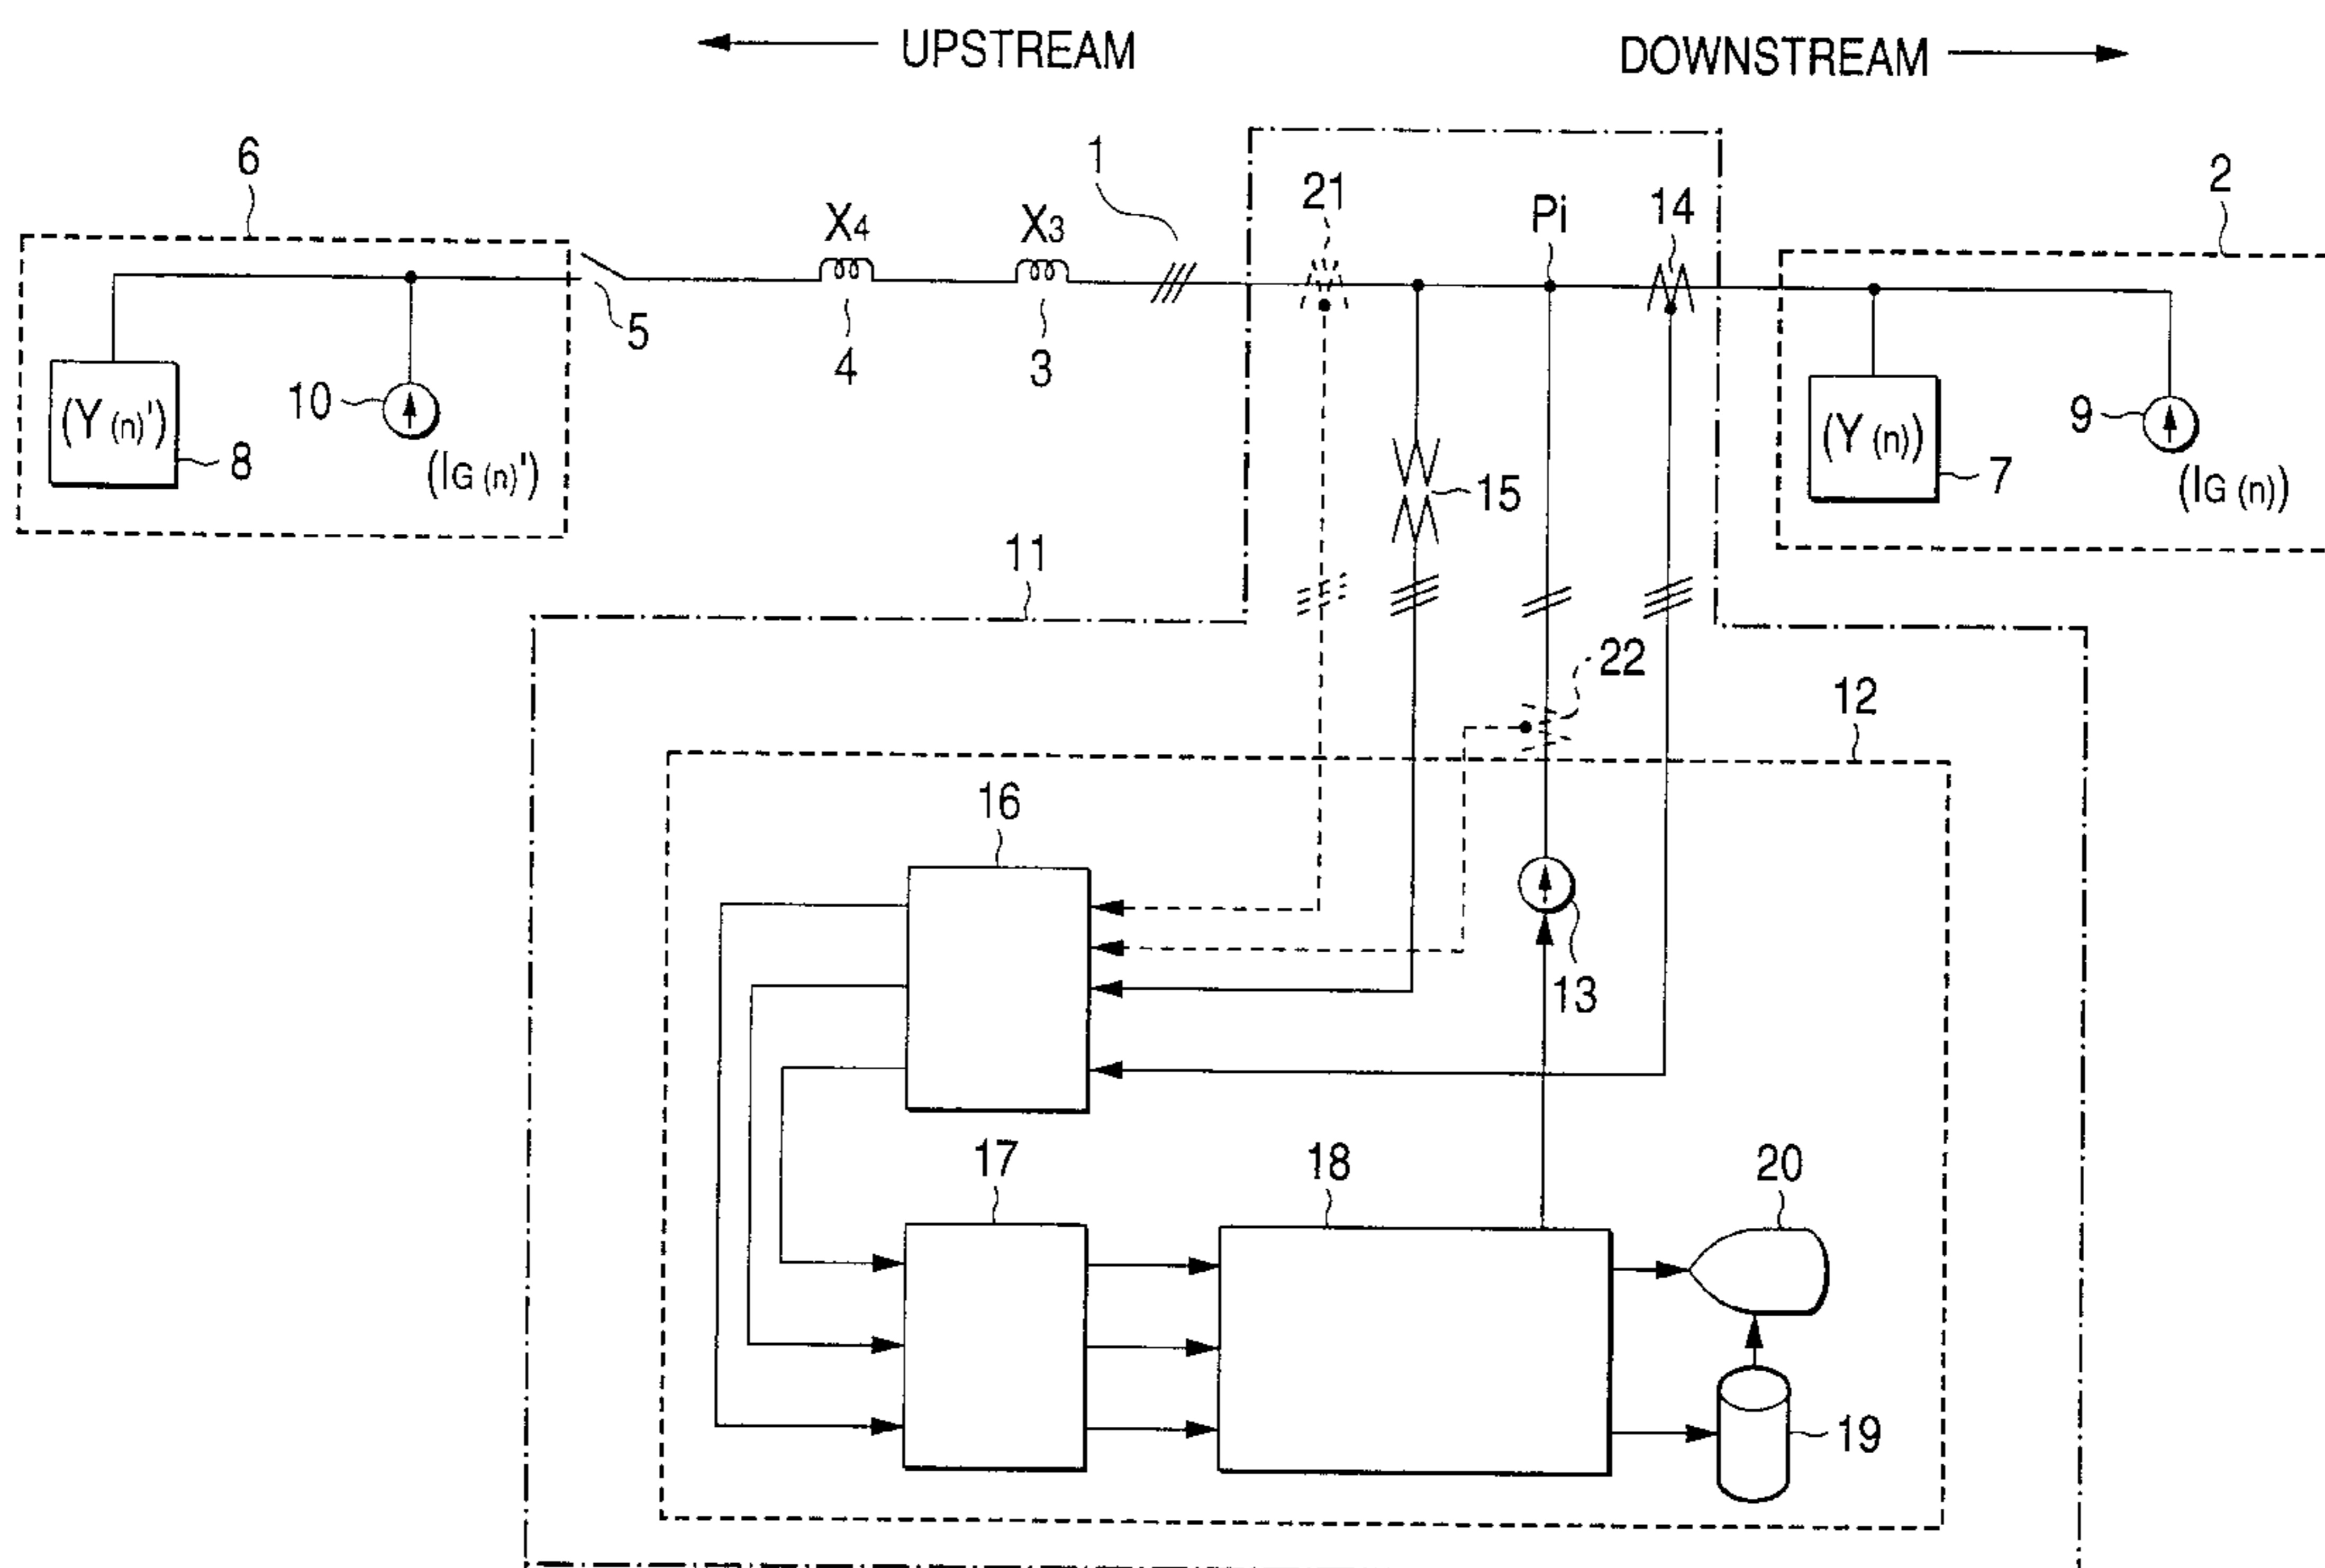 UPSTREAM
DOWNSTREAM
6
X4
X3
1
21
Pi
14
2
5
4
3
10
(Y (n)')
8
(IG (n)')
15
9
(Y (n))
7
(IG (n))
11
22
12
16
13
17
18
20
19